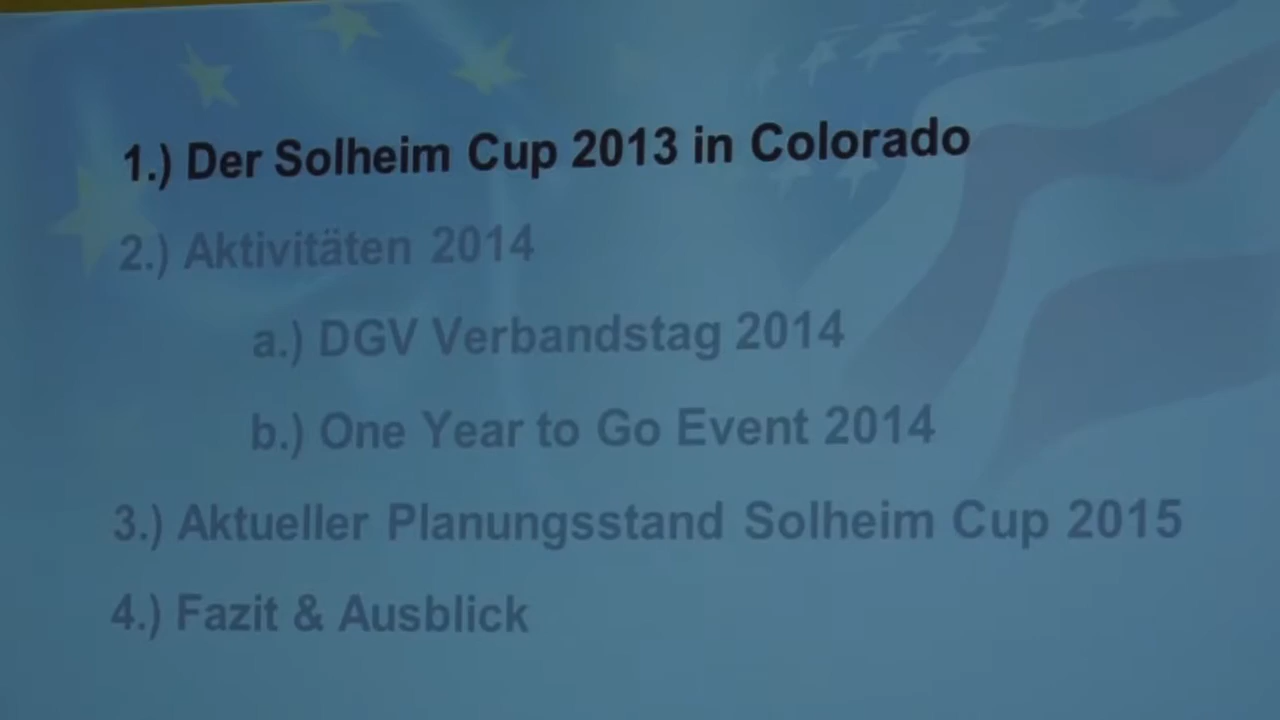 1.) Der Solheim Cup 2013 in Colorado
2.) Aktivitäten 2014
a.) DGV Verbandstag 2014
b.) One Year to Go Event 2014
3.) Aktueller Planungsstand Solheim Cup 2015
4.) Fazit & Ausblick